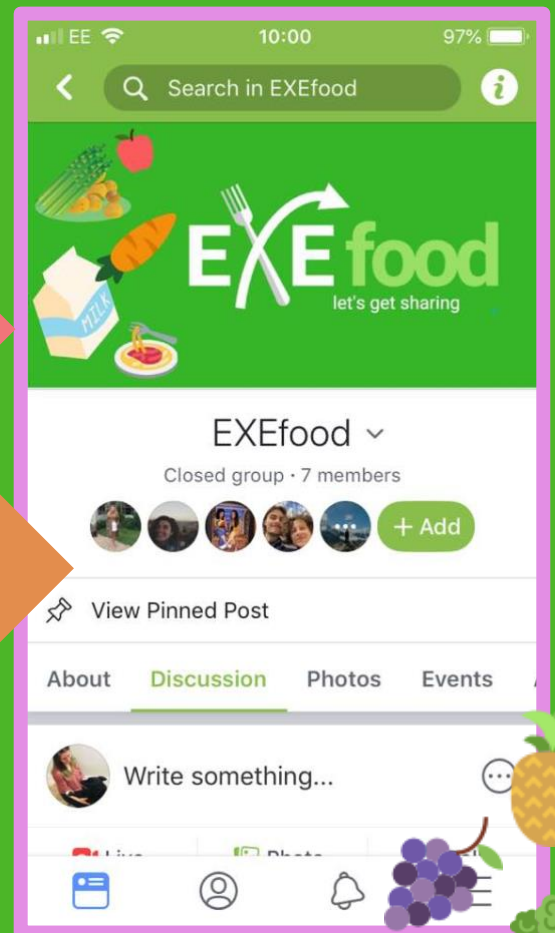 EE 10:00 97%
Search in EXEfood
MILK
EXEfood
let's get sharing
EXEfood
Closed group · 7 members
+ Add
View Pinned Post
About Discussion Photos Events
Write something...